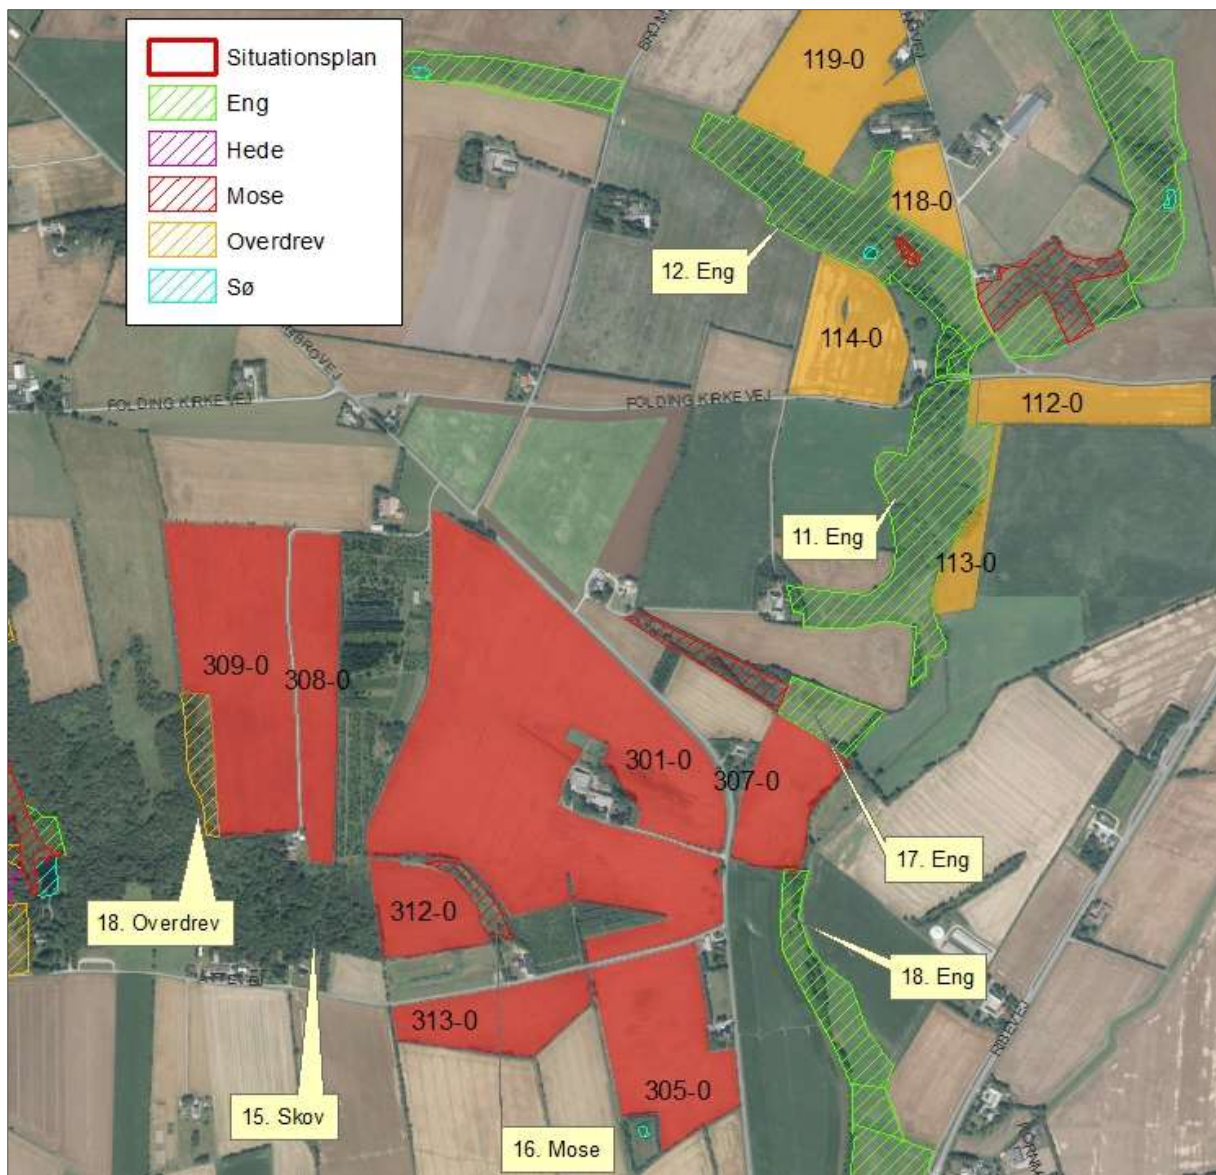 Situationsplan
Eng
Hede
Mose
Overdrev
Sø
119-0
118-0
12. Eng
114-0
FOLDING KIRKEVEJ
FOLDING KIRKEVEJ
112-0
11. Eng
113-0
309-0
308-0
301-0
307-0
17. Eng
312-0
18. Overdrev
18. Eng
313-0
RIBEVEJ
305-0
15. Skov
16. Mose